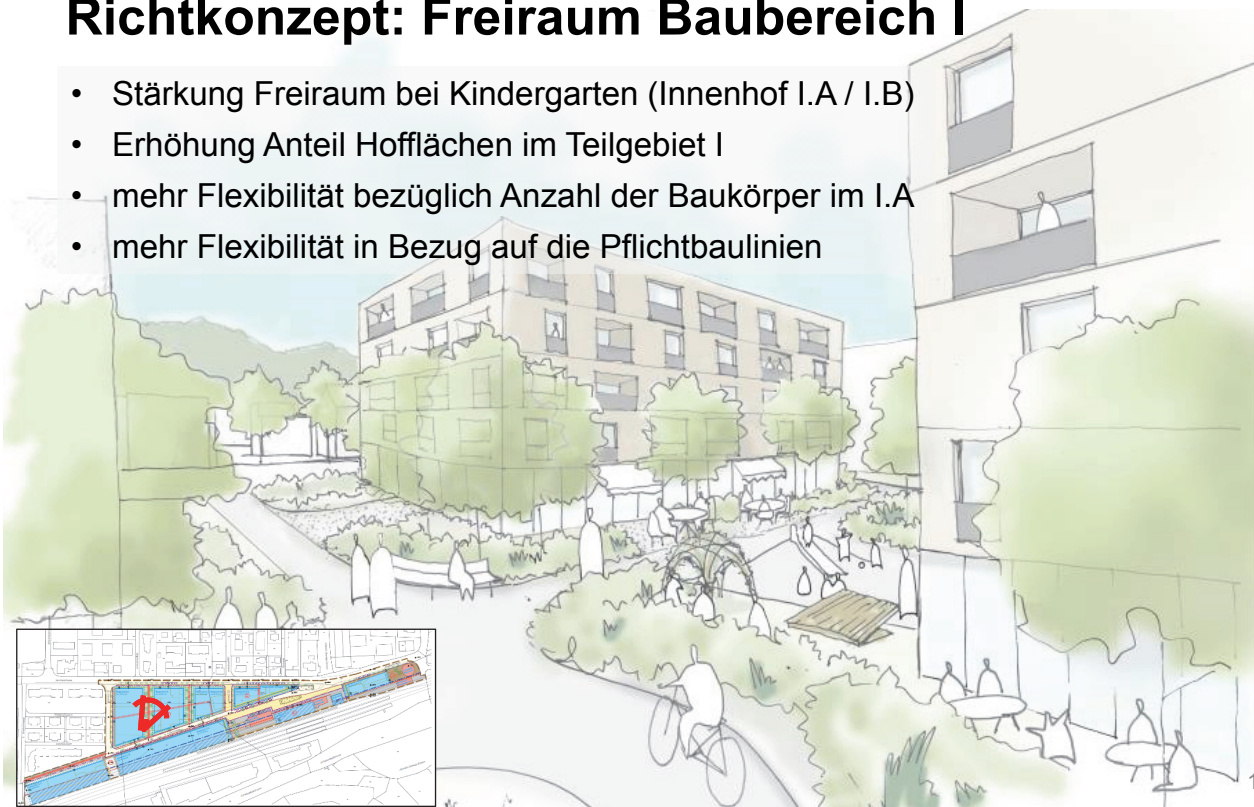 Richtkonzept: Freiraum Baubereich I
• Stärkung Freiraum bei Kindergarten (Innenhof I.A / I.B)
• Erhöhung Anteil Hofflächen im Teilgebiet I
• mehr Flexibilität bezüglich Anzahl der Baukörper im I.A
• mehr Flexibilität in Bezug auf die Pflichtbaulinien